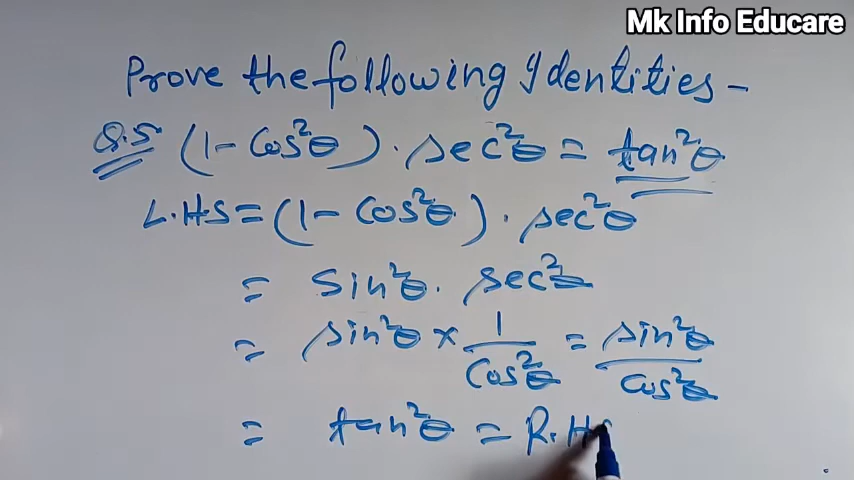 Mk Info Educare
Prove the following Identities -
Q.5 (1 - Cos²θ) . sec²θ = tan²θ
L.H.S = (1 - Cos²θ) . sec²θ
= Sin²θ . sec²θ
= sin²θ × 1/Cos²θ = sin²θ/Cos²θ
= tan²θ = R.H